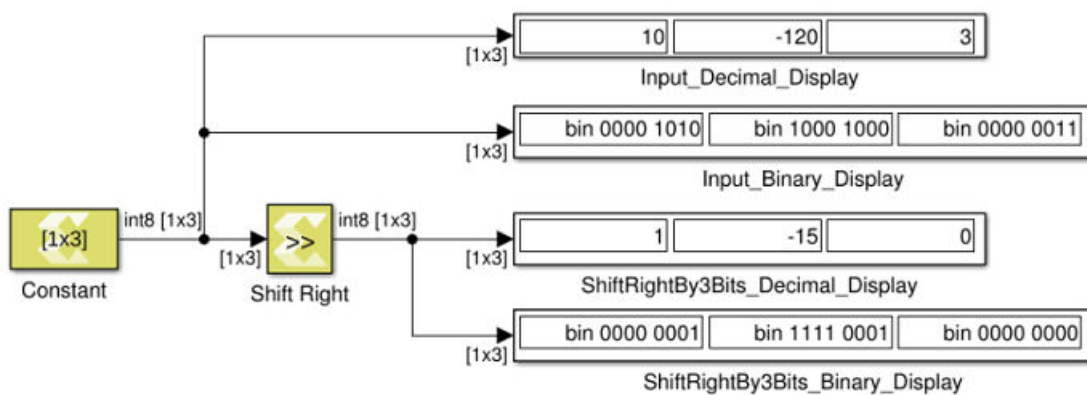 10 -120 3
[1x3]
Input_Decimal_Display
bin 0000 1010 bin 1000 1000 bin 0000 0011
[1x3]
Input_Binary_Display
int8 [1x3] int8 [1x3]
[1x3] >> 1 -15 0
[1x3] [1x3]
Constant Shift Right ShiftRightBy3Bits_Decimal_Display
bin 0000 0001 bin 1111 0001 bin 0000 0000
[1x3]
ShiftRightBy3Bits_Binary_Display